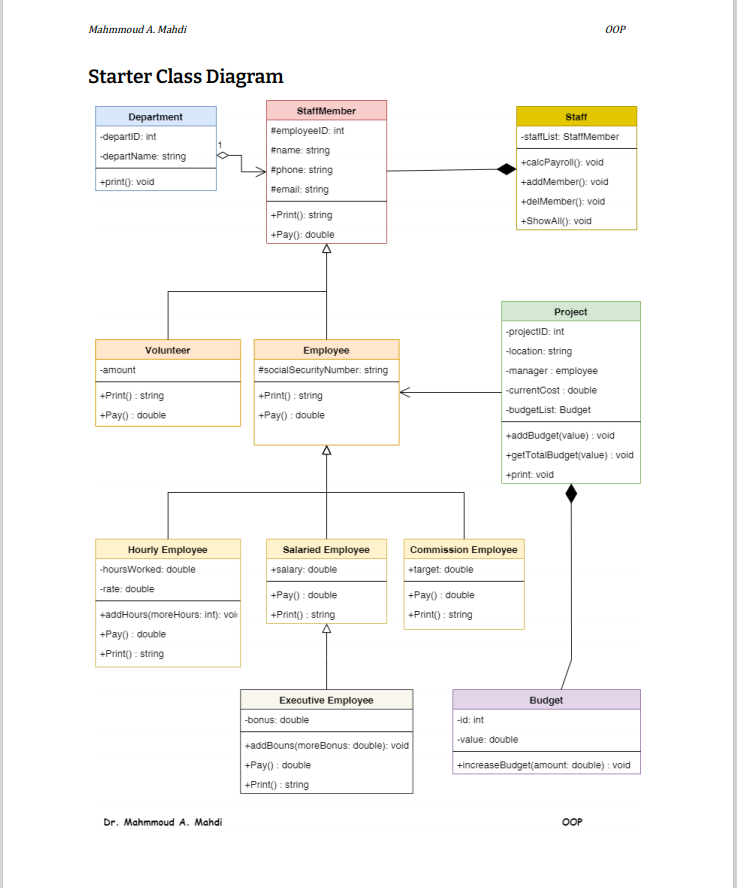 Mahmmoud A. Mahdi OOP
Starter Class Diagram
Department
-departID: int
-departName: string
+print(): void
1
StaffMember
#employeeID: int
#name: string
#phone: string
#email: string
+Print(): string
+Pay(): double
Staff
-staffList: StaffMember
+calcPayroll(): void
+addMember(): void
+delMember(): void
+ShowAll(): void
Volunteer
-amount
+Print() : string
+Pay() : double
Employee
#socialSecurityNumber: string
+Print() : string
+Pay() : double
Project
-projectID: int
-location: string
-manager : employee
-currentCost : double
-budgetList: Budget
+addBudget(value) : void
+getTotalBudget(value) : void
+print: void
Hourly Employee
-hoursWorked: double
-rate: double
+addHours(moreHours: int): voi
+Pay() : double
+Print() : string
Salaried Employee
+salary: double
+Pay() : double
+Print() : string
Commission Employee
+target: double
+Pay() : double
+Print() : string
Executive Employee
-bonus: double
+addBouns(moreBonus: double): void
+Pay() : double
+Print() : string
Budget
-id: int
-value: double
+increaseBudget(amount: double) : void
Dr. Mahmmoud A. Mahdi OOP